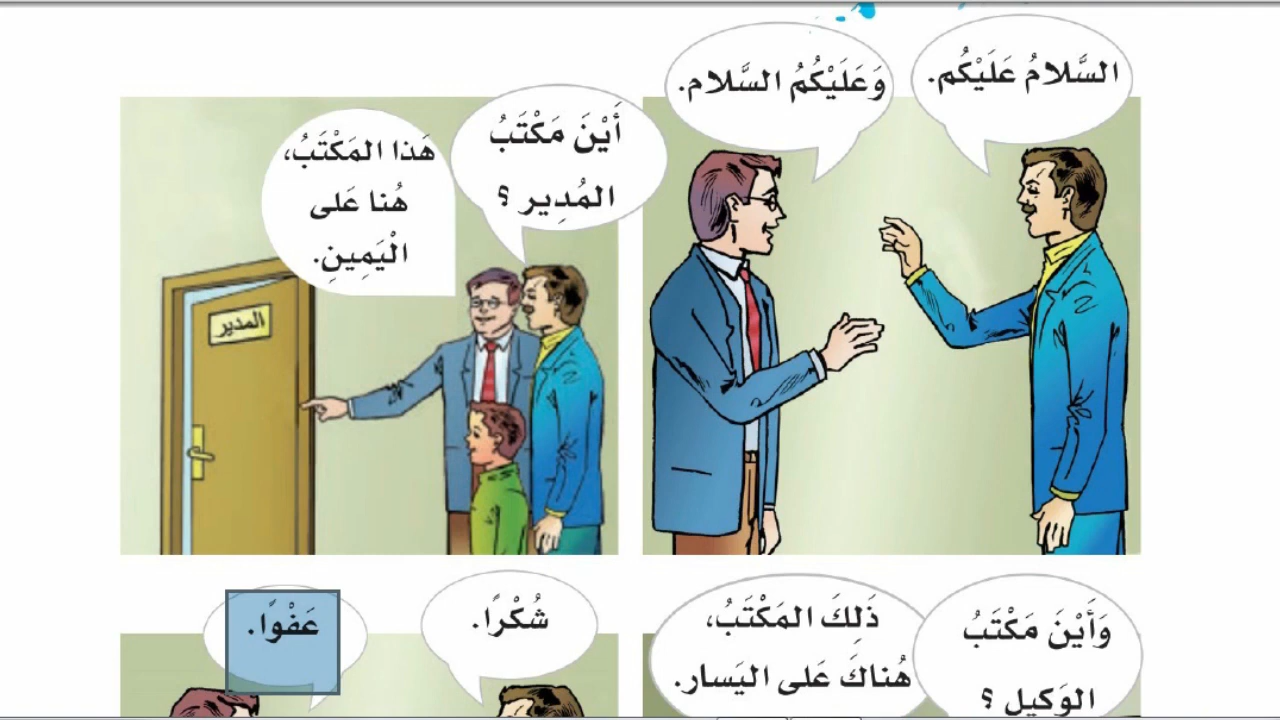 السَّلامُ عَلَيْكُم.
وَعَلَيْكُمُ السَّلام.
أَيْنَ مَكْتَبُ
المُدِير ؟
هَذا المَكْتَبُ،
هُنا عَلى
الْيَمِينِ.
المدير
وَأَيْنَ مَكْتَبُ
الوَكيل ؟
ذَلِكَ المَكْتَبُ،
هُناكَ عَلى اليَسار.
شُكْرًا.
عَفْوًا.